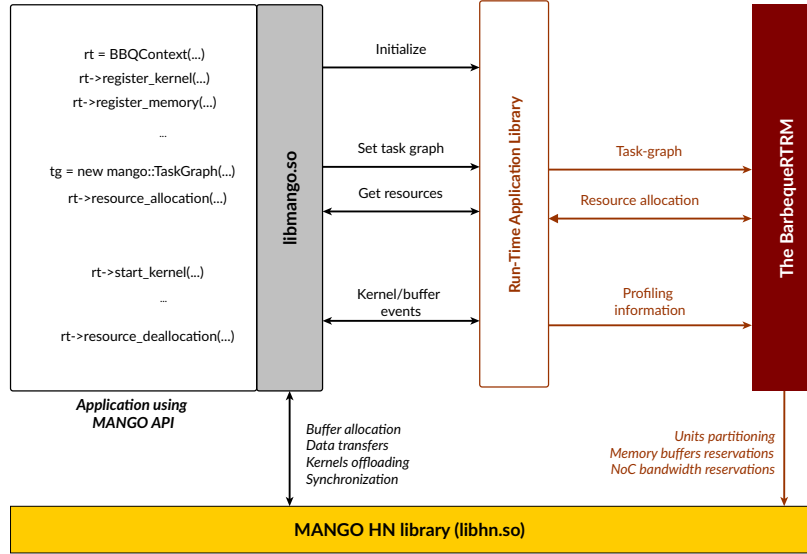 rt = BBQContext(...)
rt->register_kernel(...)
rt->register_memory(...)
...
tg = new mango::TaskGraph(...)
rt->resource_allocation(...)
rt->start_kernel(...)
...
rt->resource_deallocation(...)
Application using
MANGO API
libmango.so
Initialize
Set task graph
Get resources
Kernel/buffer
events
Run-Time Application Library
Task-graph
Resource allocation
Profiling
information
The BarbequeRTRM
Buffer allocation
Data transfers
Kernels offloading
Synchronization
Units partitioning
Memory buffers reservations
NoC bandwidth reservations
MANGO HN library (libhn.so)